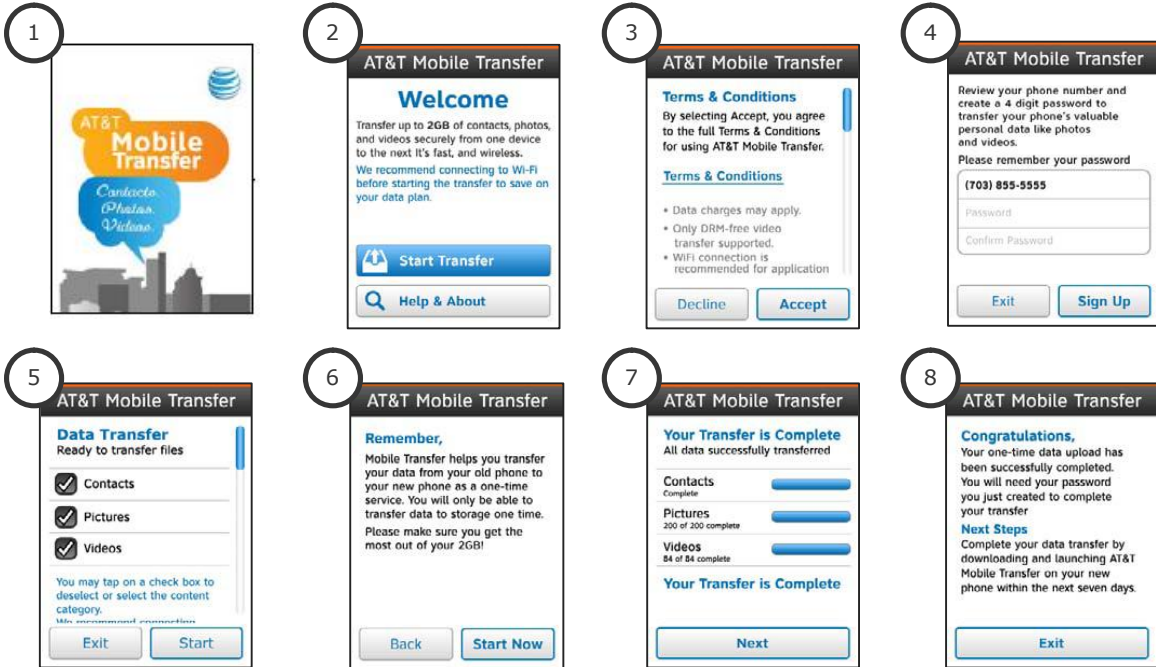 1
AT&T
Mobile
Transfer
Contacts.
Photos.
Videos.
2
AT&T Mobile Transfer
Welcome
Transfer up to 2GB of contacts, photos,
and videos securely from one device
to the next It's fast, and wireless.
We recommend connecting to Wi-Fi
before starting the transfer to save on
your data plan.
Start Transfer
Help & About
3
AT&T Mobile Transfer
Terms & Conditions
By selecting Accept, you agree
to the full Terms & Conditions
for using AT&T Mobile Transfer.
Terms & Conditions
• Data charges may apply.
• Only DRM-free video
transfer supported.
• WiFi connection is
recommended for application
Decline
Accept
4
AT&T Mobile Transfer
Review your phone number and
create a 4 digit password to
transfer your phone's valuable
personal data like photos
and videos.
Please remember your password
(703) 855-5555
Password
Confirm Password
Exit
Sign Up
5
AT&T Mobile Transfer
Data Transfer
Ready to transfer files
Contacts
Pictures
Videos
You may tap on a check box to
deselect or select the content
category.
We recommend connecting
Exit
Start
6
AT&T Mobile Transfer
Remember,
Mobile Transfer helps you transfer
your data from your old phone to
your new phone as a one-time
service. You will only be able to
transfer data to storage one time.
Please make sure you get the
most out of your 2GB!
Back
Start Now
7
AT&T Mobile Transfer
Your Transfer is Complete
All data successfully transferred
Contacts
Complete
Pictures
200 of 200 complete
Videos
84 of 84 complete
Your Transfer is Complete
Next
8
AT&T Mobile Transfer
Congratulations,
Your one-time data upload has
been successfully completed.
You will need your password
you just created to complete
your transfer
Next Steps
Complete your data transfer by
downloading and launching AT&T
Mobile Transfer on your new
phone within the next seven days.
Exit